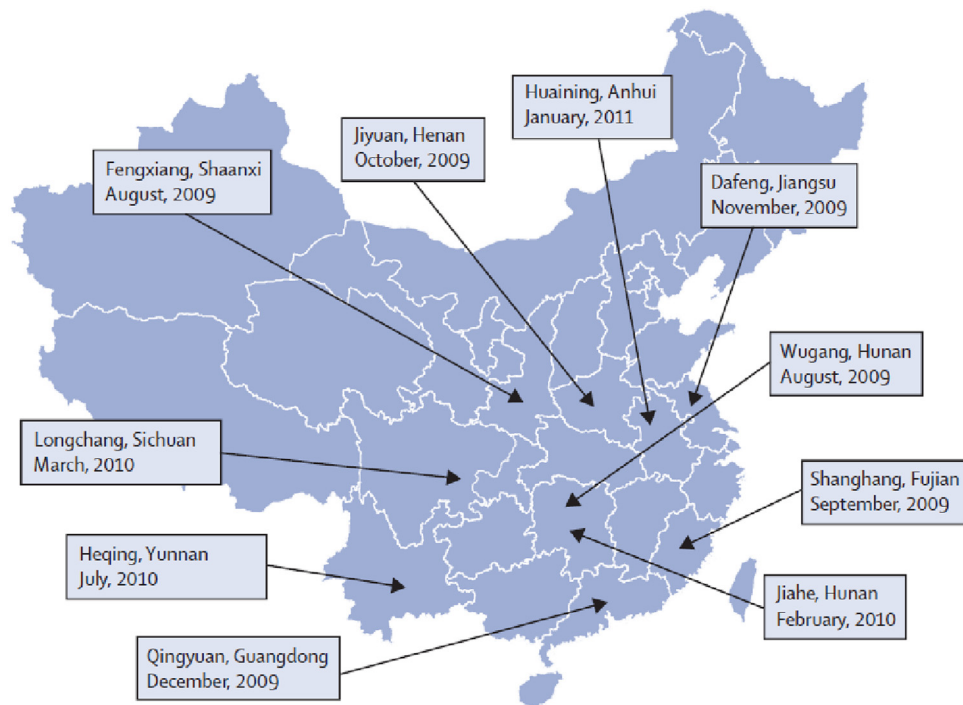 Huaining, Anhui
January, 2011
Jiyuan, Henan
October, 2009
Fengxiang, Shaanxi
August, 2009
Dafeng, Jiangsu
November, 2009
Wugang, Hunan
August, 2009
Longchang, Sichuan
March, 2010
Shanghang, Fujian
September, 2009
Heqing, Yunnan
July, 2010
Jiahe, Hunan
February, 2010
Qingyuan, Guangdong
December, 2009